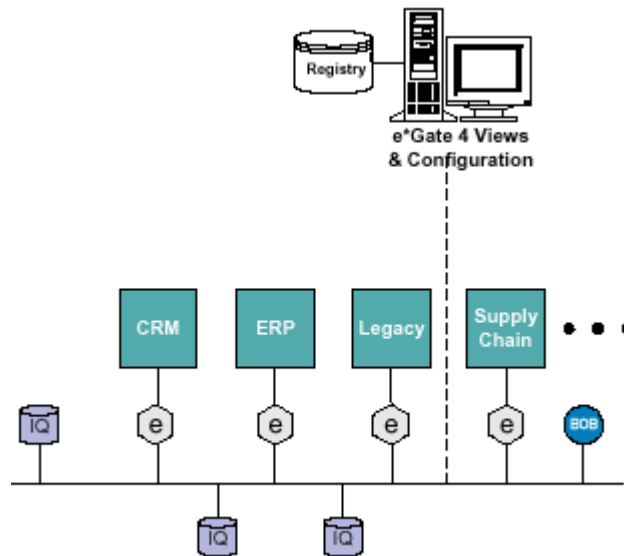 Registry
e*Gate 4 Views
& Configuration
CRM
ERP
Legacy
Supply
Chain
IQ
e
e
e
e
BOB
IQ
IQ